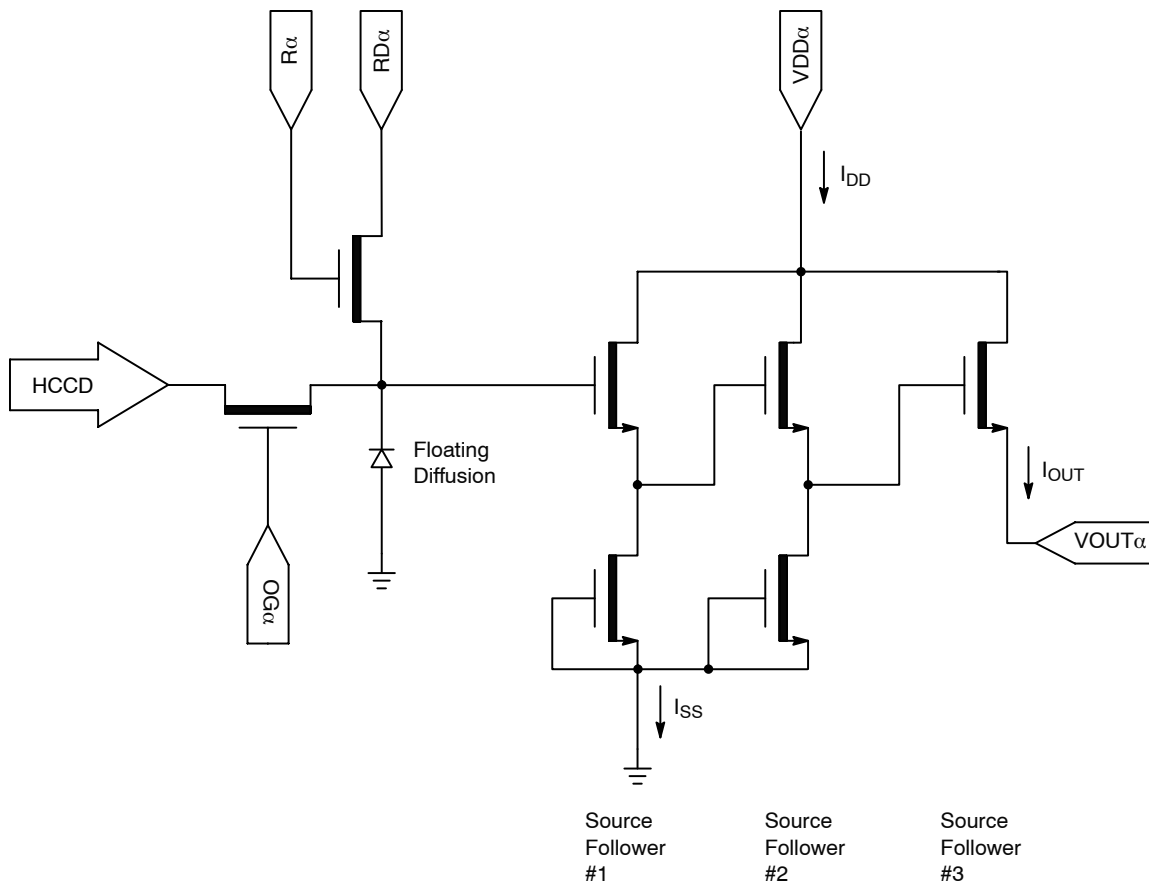 Rα
RDα
VDDα
IDD
HCCD
Floating
Diffusion
IOUT
VOUTα
OGα
ISS
Source
Follower
#1
Source
Follower
#2
Source
Follower
#3